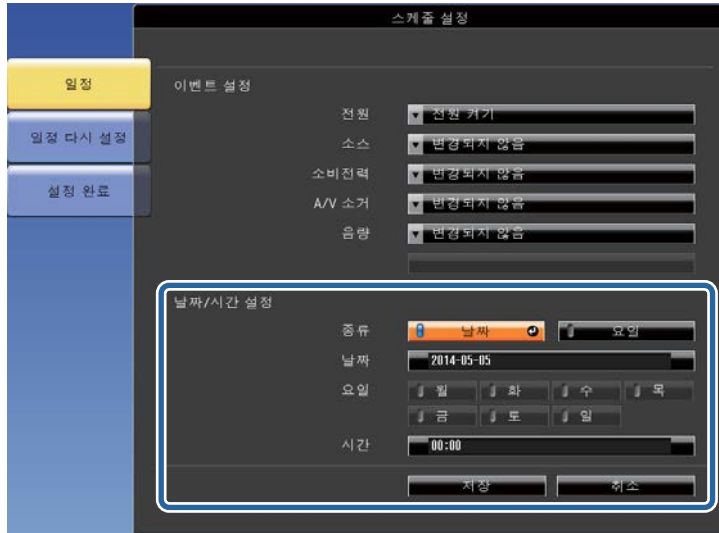 스케줄 설정
일정
일정 다시 설정
설정 완료
이벤트 설정
전원 전원 켜기
소스 변경되지 않음
소비전력 변경되지 않음
A/V 소거 변경되지 않음
음량 변경되지 않음
날짜/시간 설정
종류 날짜 요일
날짜 2014-05-05
요일 월 화 수 목
금 토 일
시간 00:00
저장 취소